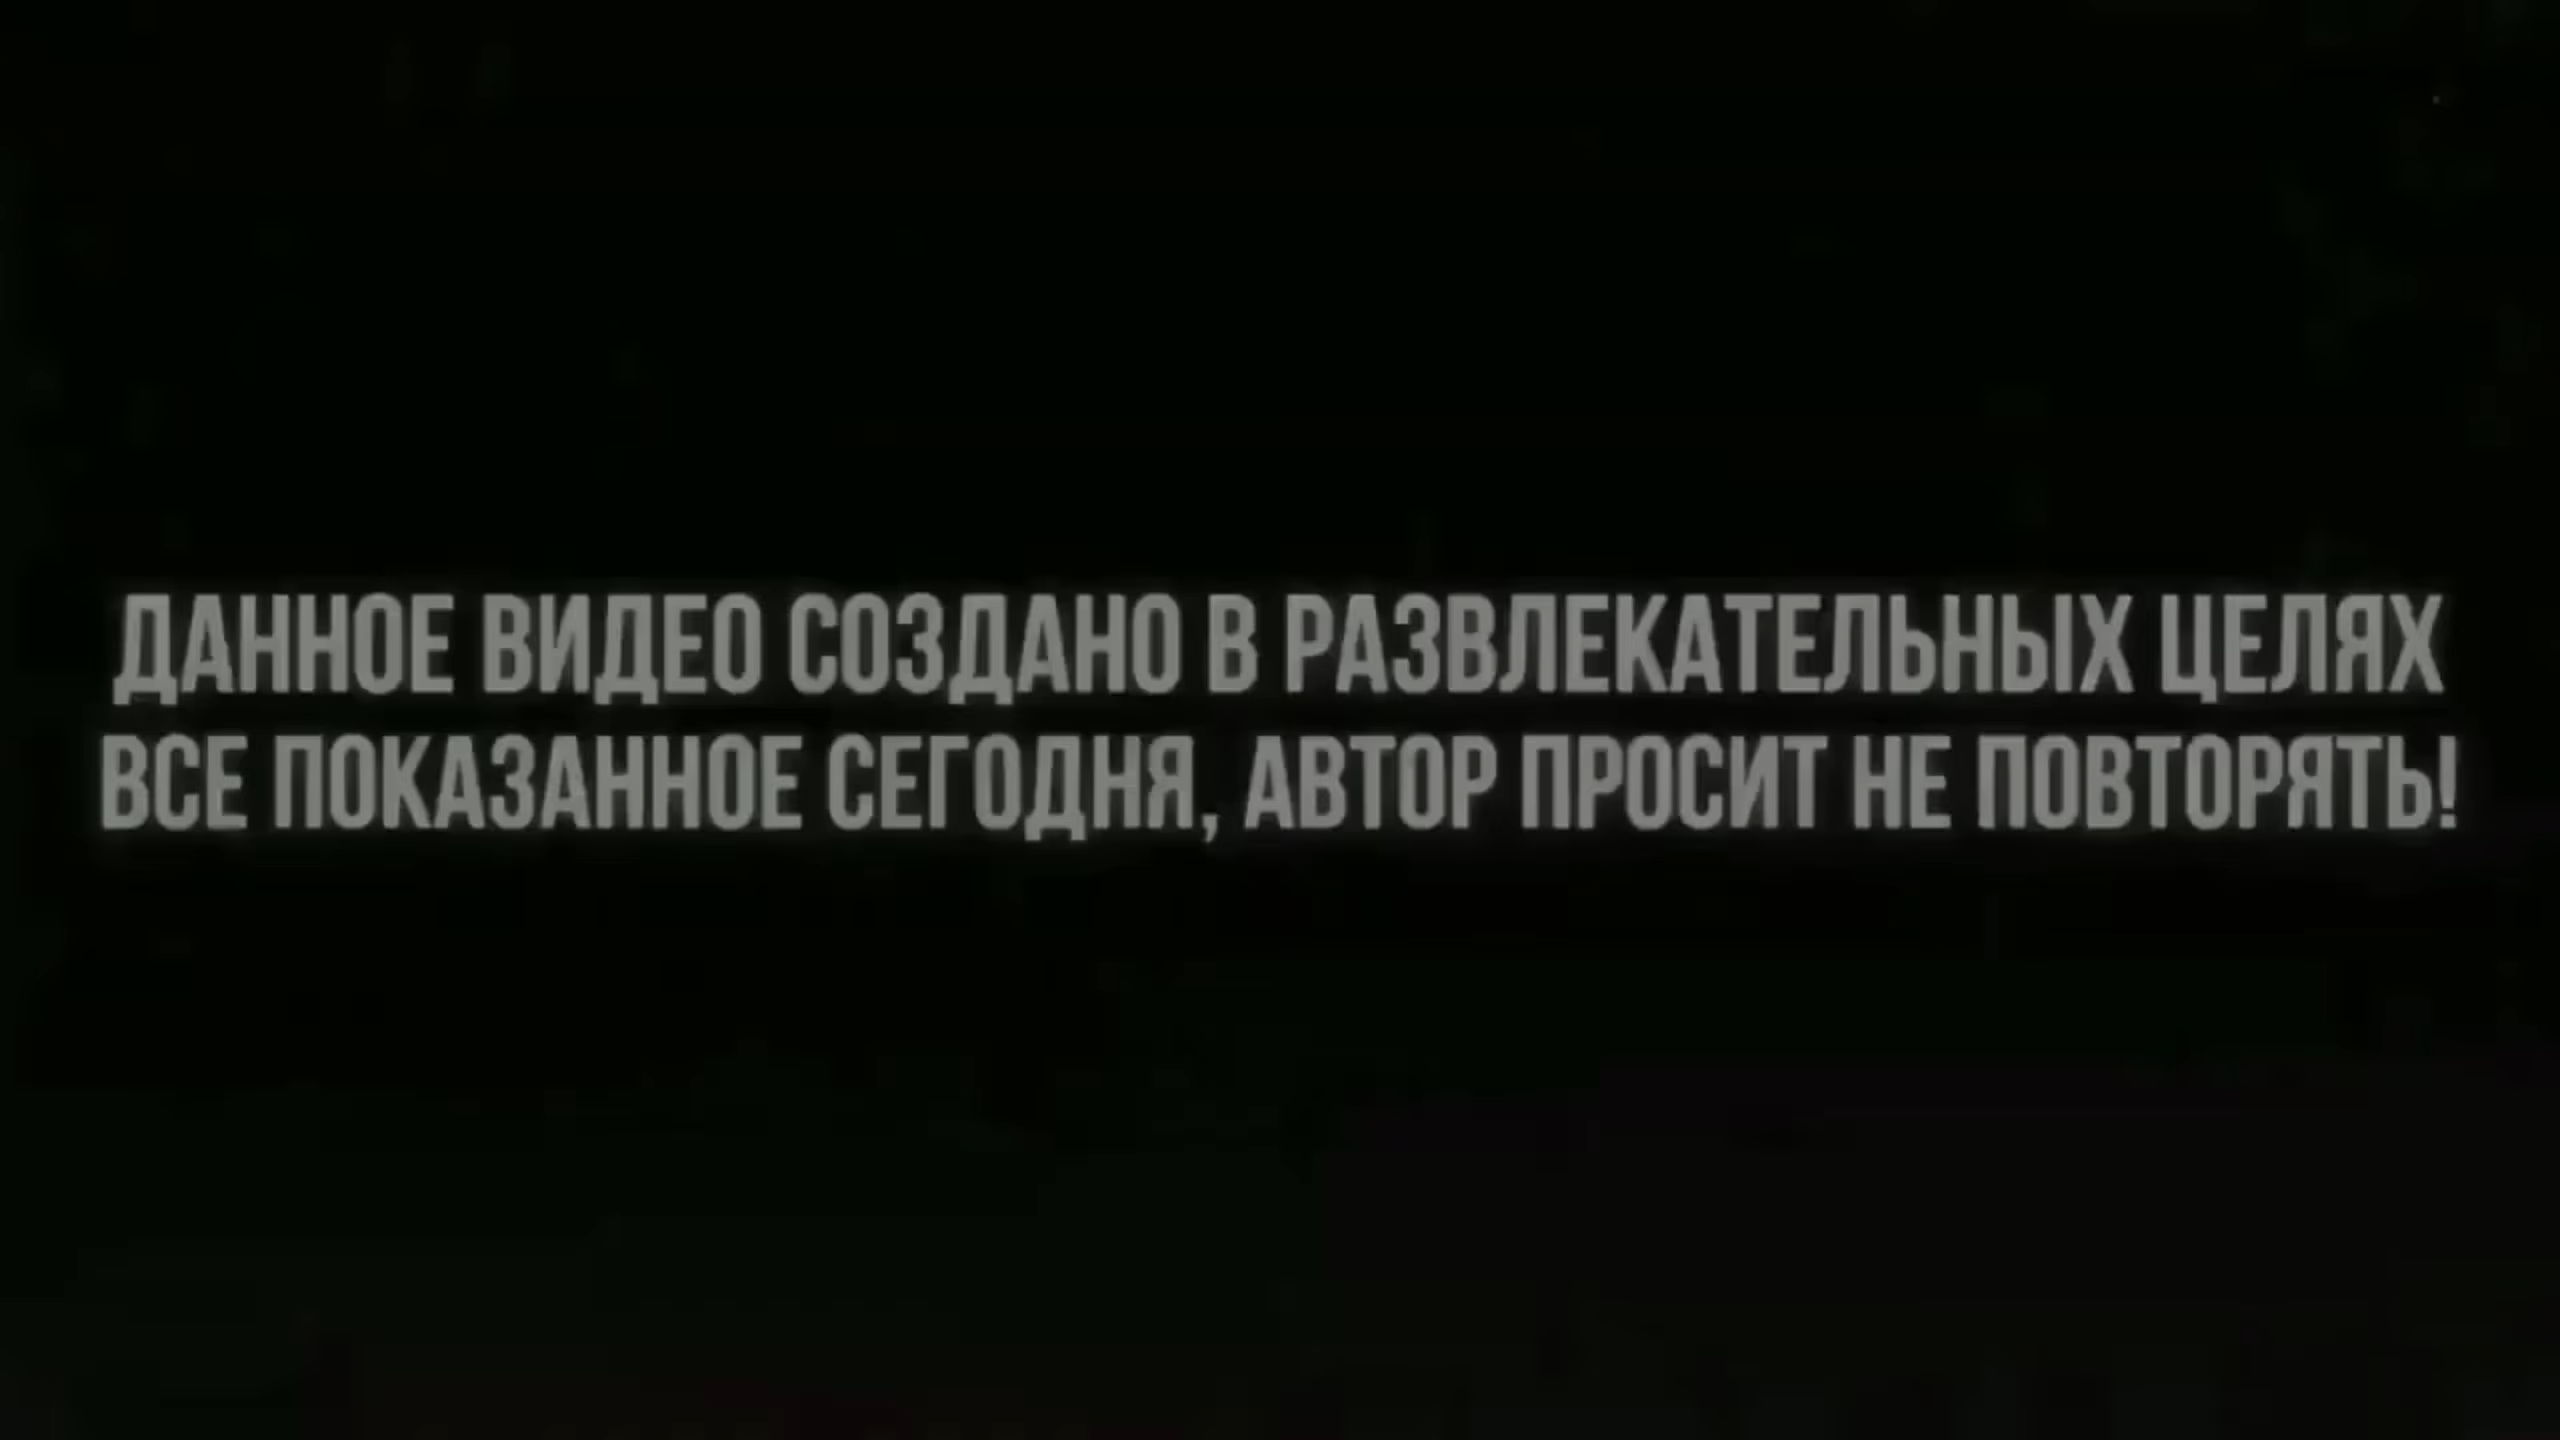 ДАННОЕ ВИДЕО СОЗДАНО В РАЗВЛЕКАТЕЛЬНЫХ ЦЕЛЯХ
ВСЕ ПОКАЗАННОЕ СЕГОДНЯ, АВТОР ПРОСИТ НЕ ПОВТОРЯТЬ!